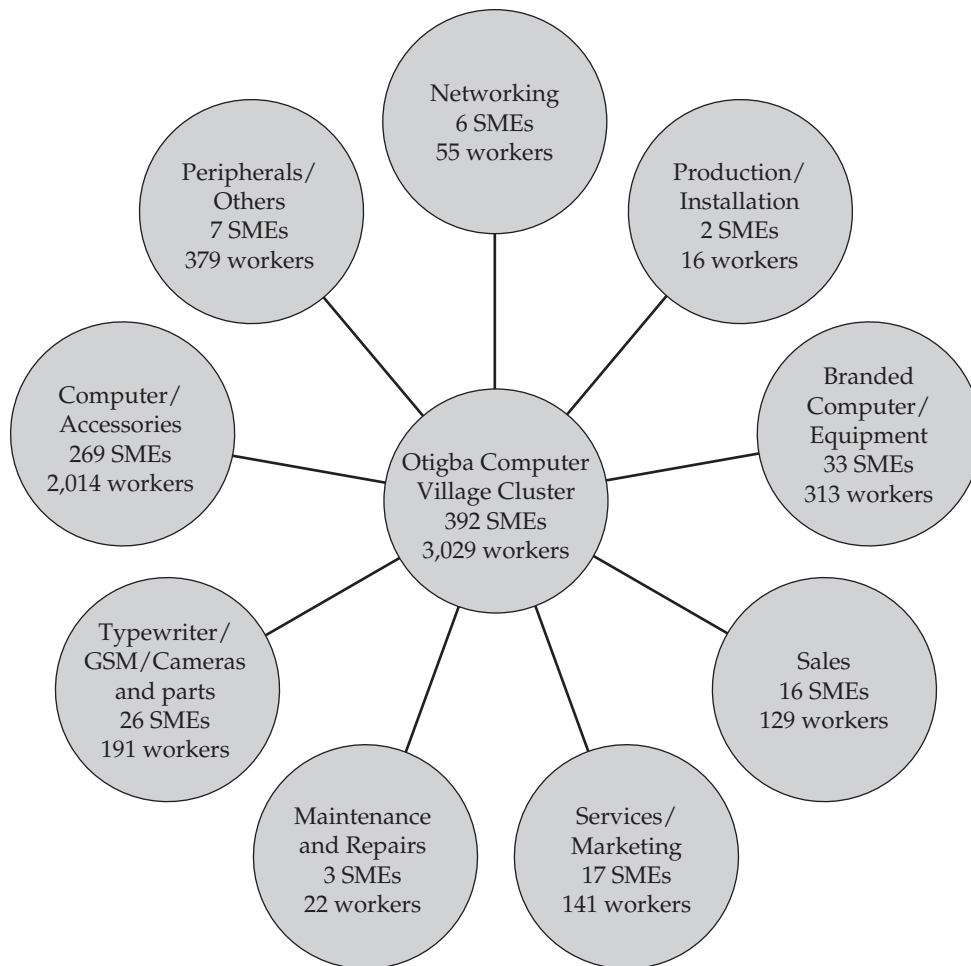 Networking
6 SMEs
55 workers
Production/
Installation
2 SMEs
16 workers
Branded
Computer/
Equipment
33 SMEs
313 workers
Sales
16 SMEs
129 workers
Services/
Marketing
17 SMEs
141 workers
Maintenance
and Repairs
3 SMEs
22 workers
Typewriter/
GSM/Cameras
and parts
26 SMEs
191 workers
Computer/
Accessories
269 SMEs
2,014 workers
Peripherals/
Others
7 SMEs
379 workers
Otigba Computer
Village Cluster
392 SMEs
3,029 workers